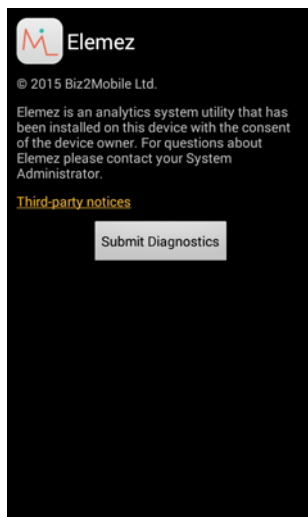 Elemez
© 2015 Biz2Mobile Ltd.
Elemez is an analytics system utility that has
been installed on this device with the consent
of the device owner. For questions about
Elemez please contact your System
Administrator.
Third-party notices
Submit Diagnostics